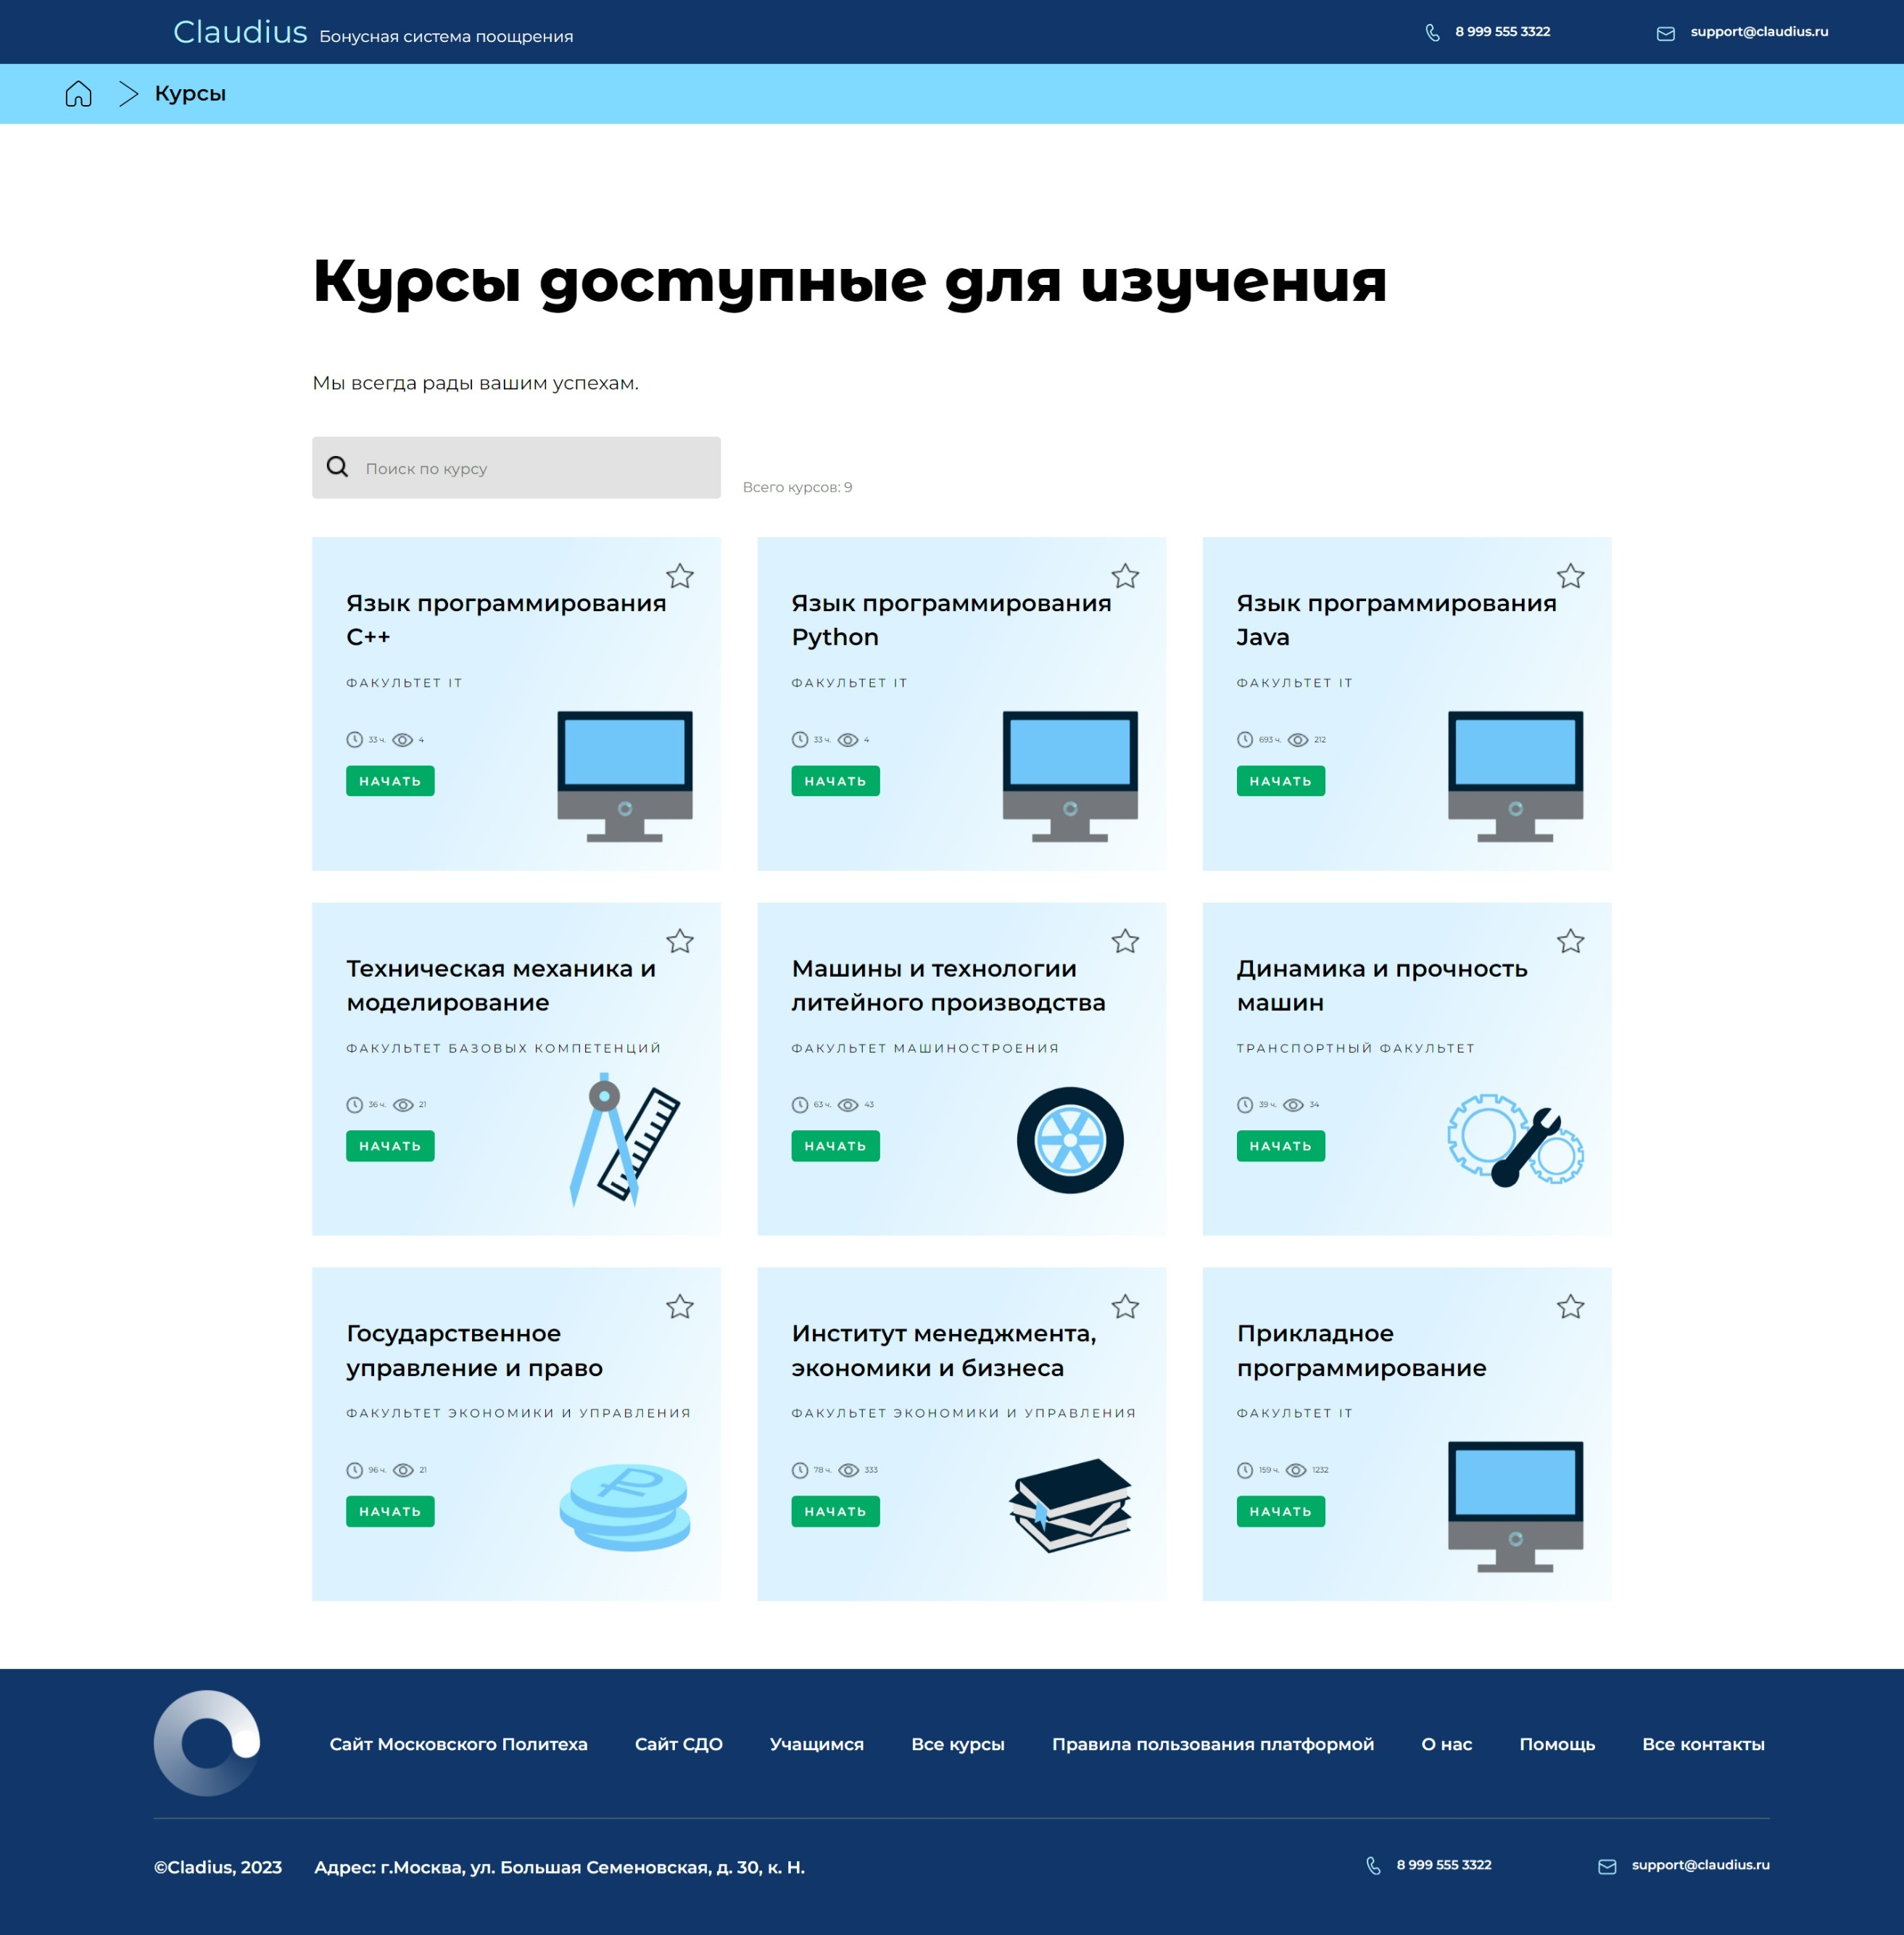 Claudius Бонусная система поощрения
8 999 555 3322
support@claudius.ru
Курсы
Курсы доступные для изучения
Мы всегда рады вашим успехам.
Поиск по курсу
Всего курсов: 9
Язык программирования
C++
ФАКУЛЬТЕТ IT
33 ч. 4
НАЧАТЬ
Язык программирования
Python
ФАКУЛЬТЕТ IT
33 ч. 4
НАЧАТЬ
Язык программирования
Java
ФАКУЛЬТЕТ IT
693 ч. 212
НАЧАТЬ
Техническая механика и
моделирование
ФАКУЛЬТЕТ БАЗОВЫХ КОМПЕТЕНЦИЙ
36 ч. 21
НАЧАТЬ
Машины и технологии
литейного производства
ФАКУЛЬТЕТ МАШИНОСТРОЕНИЯ
63 ч. 43
НАЧАТЬ
Динамика и прочность
машин
ТРАНСПОРТНЫЙ ФАКУЛЬТЕТ
39 ч. 34
НАЧАТЬ
Государственное
управление и право
ФАКУЛЬТЕТ ЭКОНОМИКИ И УПРАВЛЕНИЯ
96 ч. 21
НАЧАТЬ
Институт менеджмента,
экономики и бизнеса
ФАКУЛЬТЕТ ЭКОНОМИКИ И УПРАВЛЕНИЯ
78 ч. 333
НАЧАТЬ
Прикладное
программирование
ФАКУЛЬТЕТ IT
159 ч. 1232
НАЧАТЬ
Сайт Московского Политеха
Сайт СДО
Учащимся
Все курсы
Правила пользования платформой
О нас
Помощь
Все контакты
©Cladius, 2023
Адрес: г.Москва, ул. Большая Семеновская, д. 30, к. Н.
8 999 555 3322
support@claudius.ru